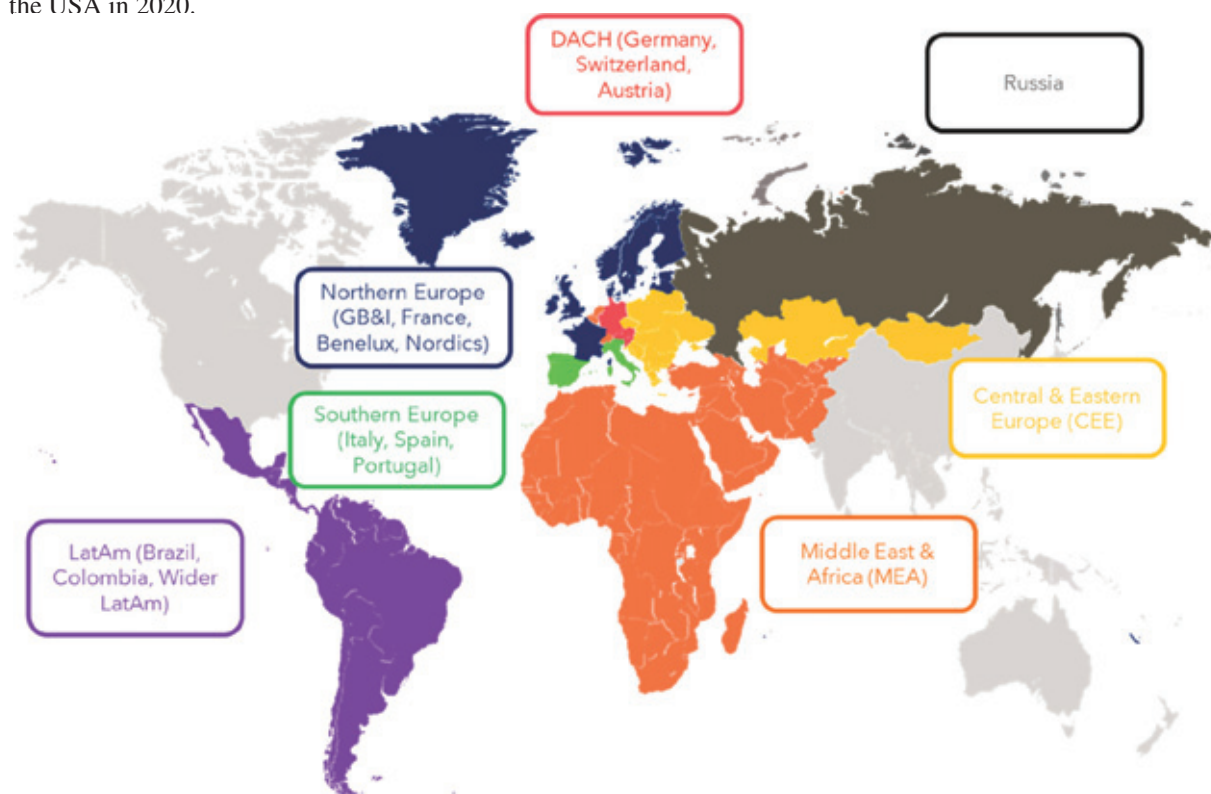 the USA in 2020.
DACH (Germany,
Switzerland,
Austria)
Russia
Northern Europe
(GB&I, France,
Benelux, Nordics)
Southern Europe
(Italy, Spain,
Portugal)
Central & Eastern
Europe (CEE)
LatAm (Brazil,
Colombia, Wider
LatAm)
Middle East &
Africa (MEA)